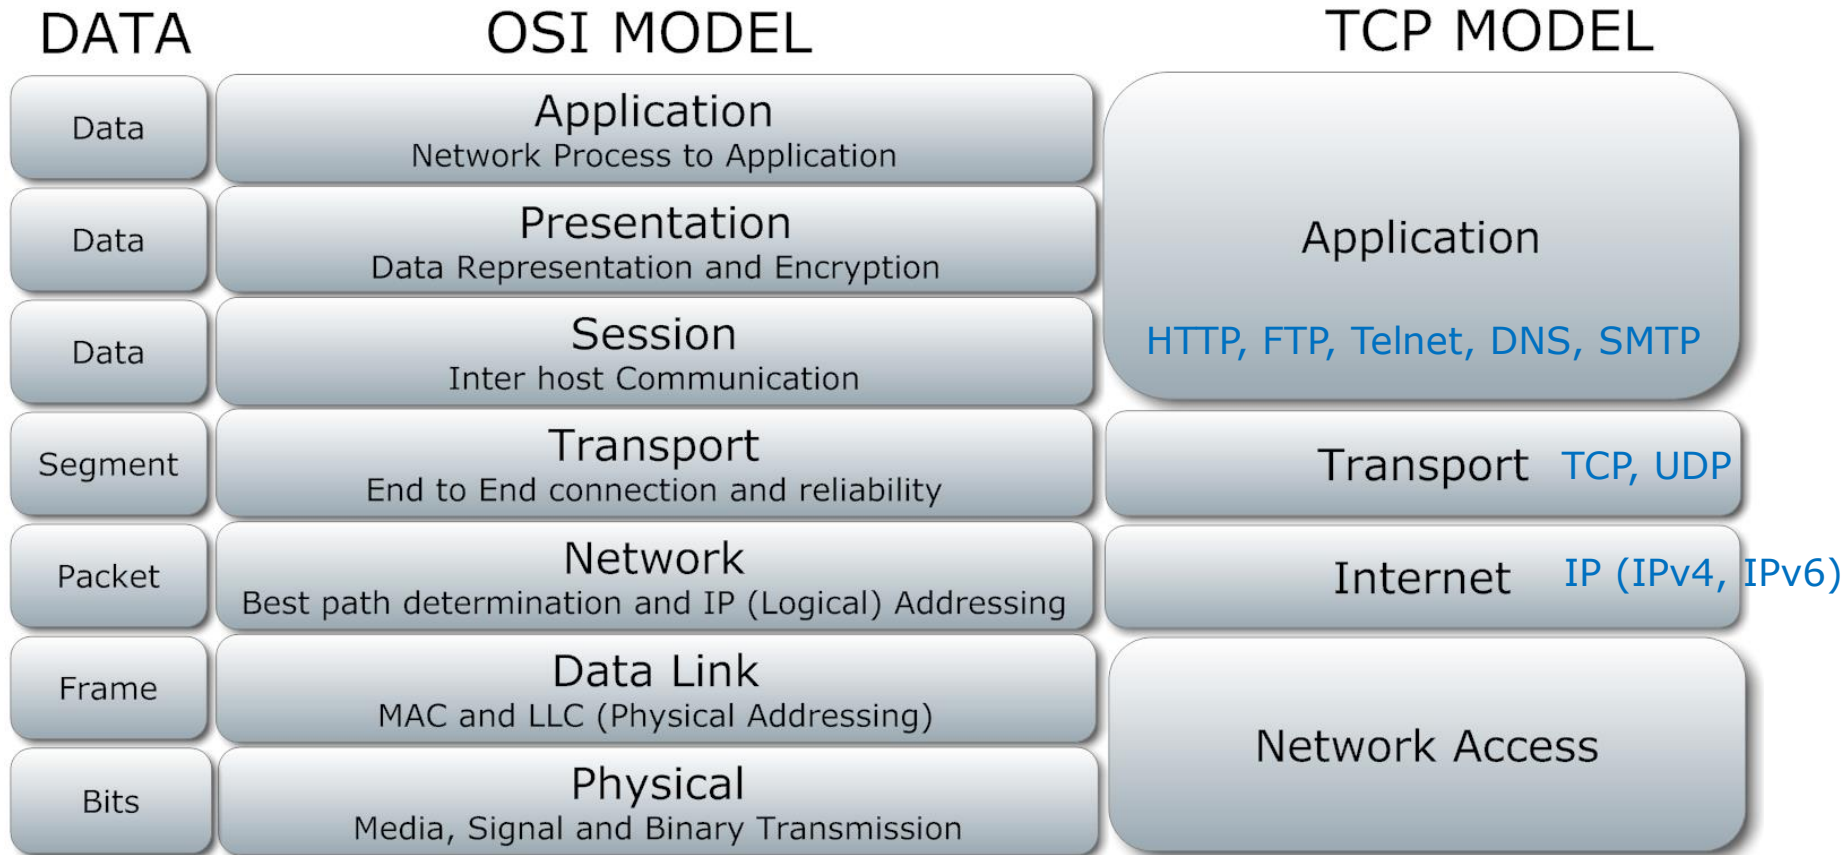 DATA
OSI MODEL
TCP MODEL
Data
Application
Network Process to Application
Data
Presentation
Data Representation and Encryption
Application
Data
Session
Inter host Communication
HTTP, FTP, Telnet, DNS, SMTP
Segment
Transport
End to End connection and reliability
Transport TCP, UDP
Packet
Network
Best path determination and IP (Logical) Addressing
Internet IP (IPv4, IPv6)
Frame
Data Link
MAC and LLC (Physical Addressing)
Network Access
Bits
Physical
Media, Signal and Binary Transmission